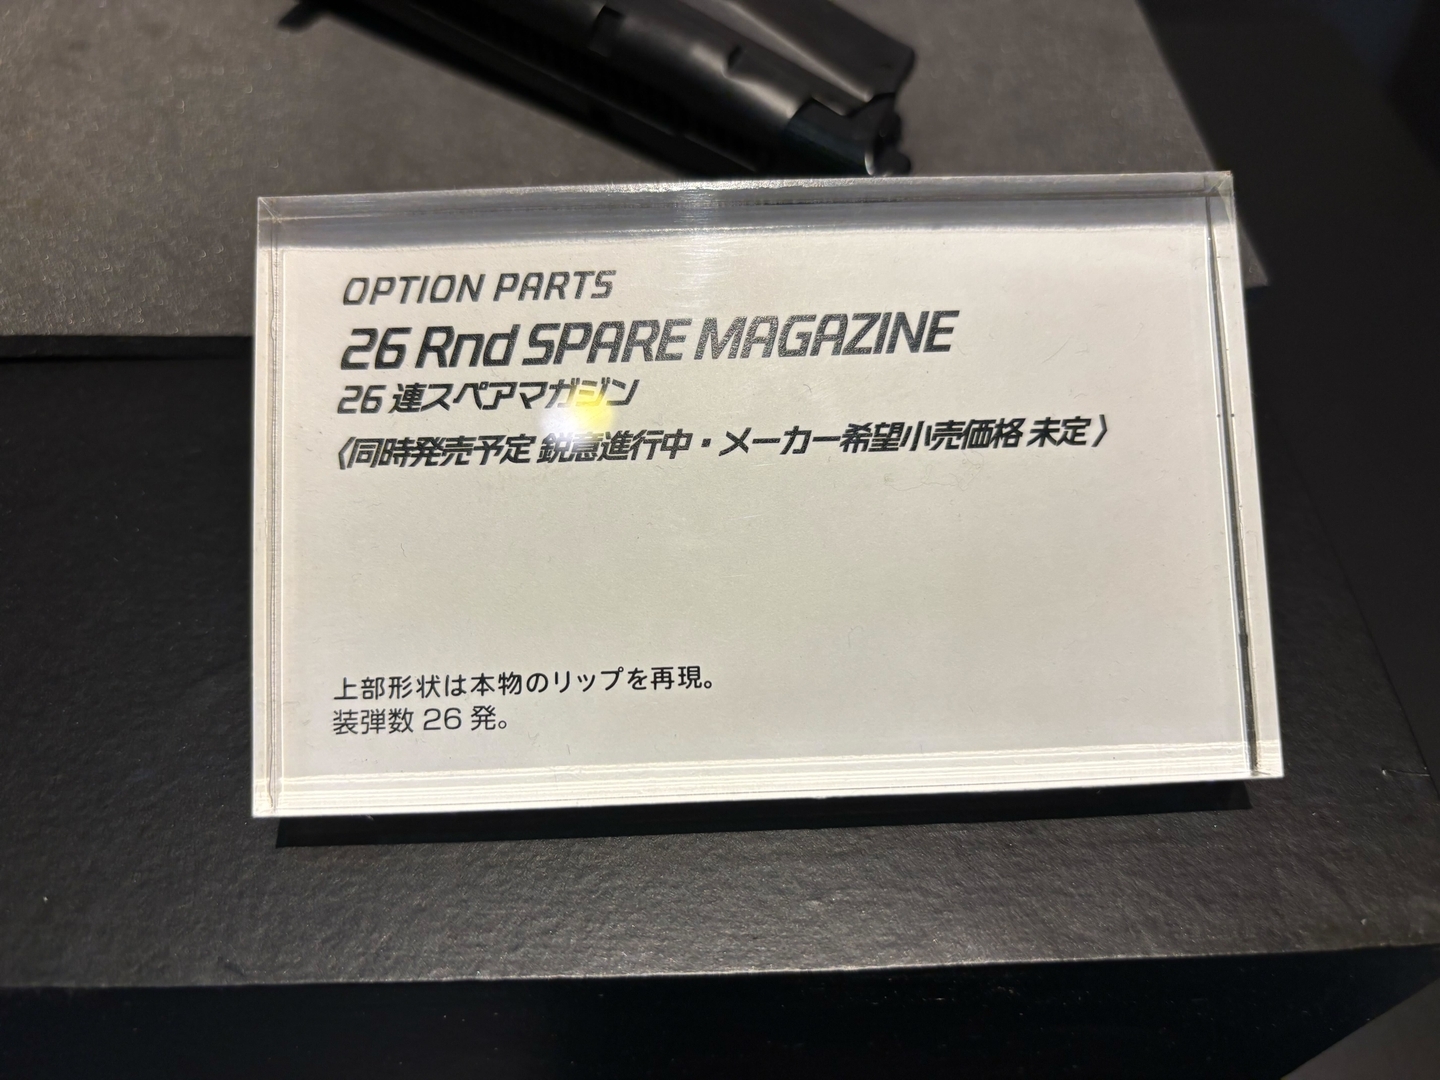 OPTION PARTS
26 Rnd SPARE MAGAZINE
26 連スペアマガジン
〈同時発売予定 鋭意進行中・メーカー希望小売価格 未定〉
上部形状は本物のリップを再現。
装弾数 26 発。